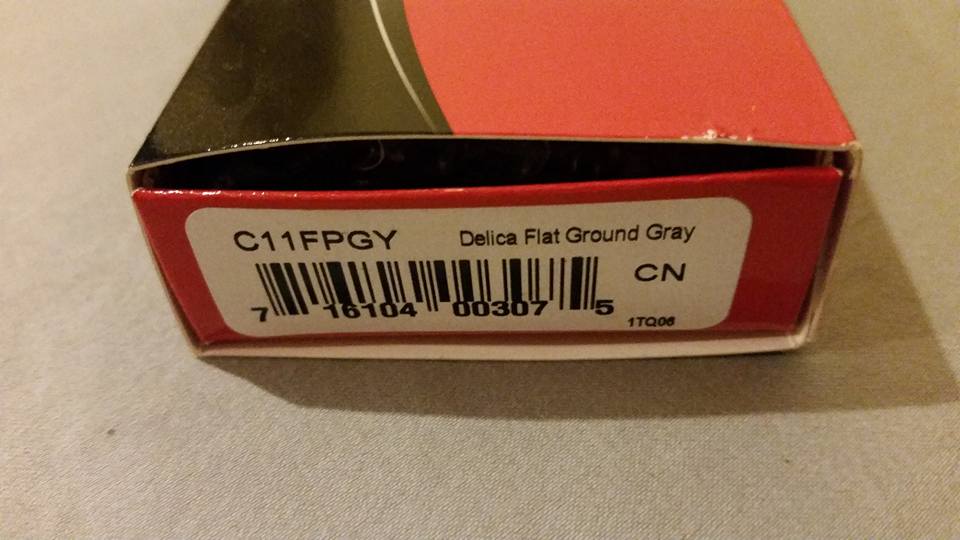 C11FPGY Delica Flat Ground Gray
CN
7 16104 00307 5
1TQ06